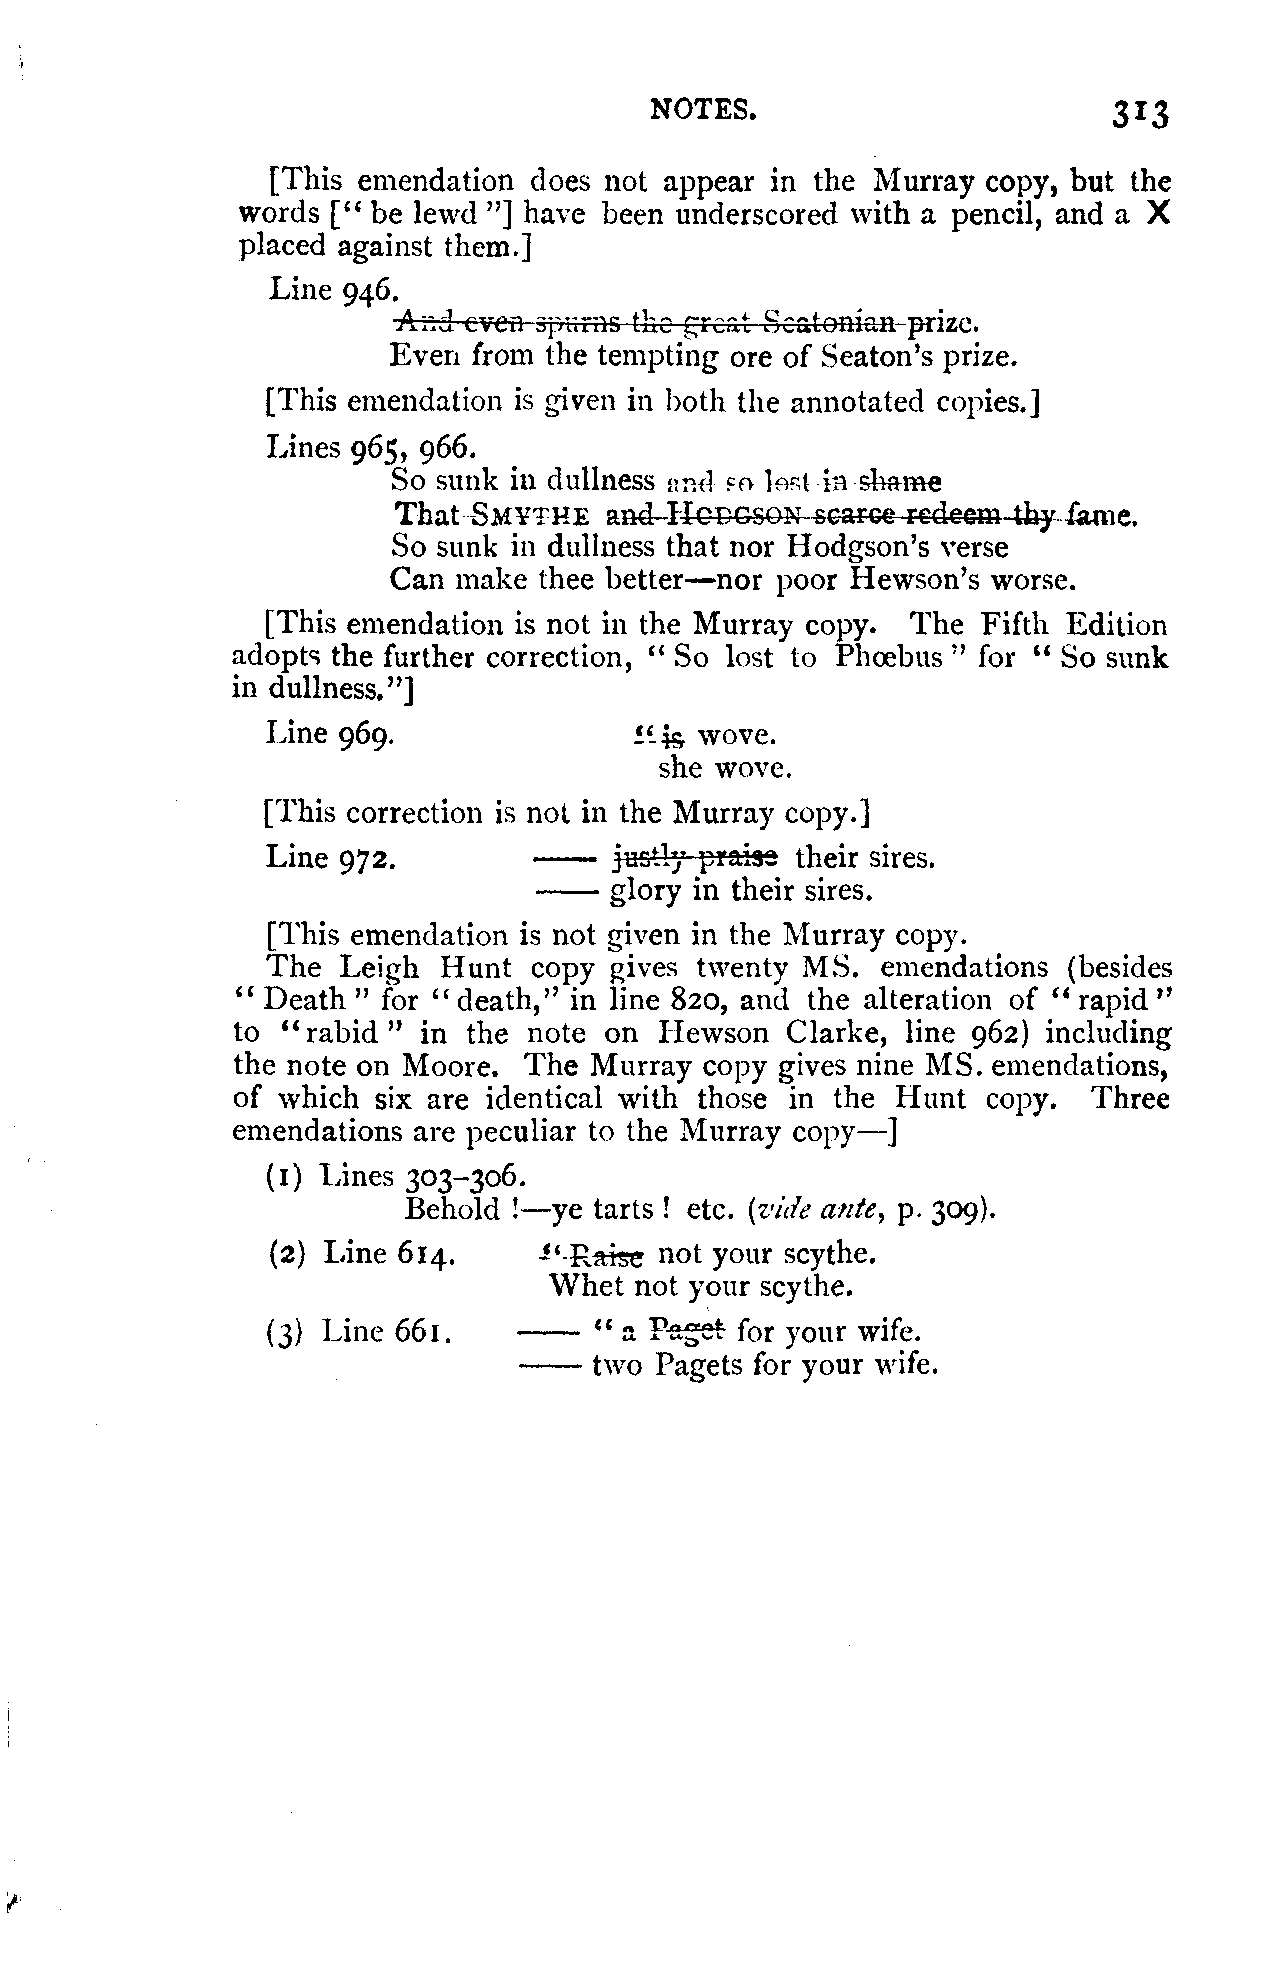 NOTES. 313
[This emendation does not appear in the Murray copy, but the
words [“ be lewd ”] have been underscored with a pencil, and a X
placed against them.]
Line 946.
And even spurns the great Seatonian prize.
Even from the tempting ore of Seaton's prize.
[This emendation is given in both the annotated copies.]
Lines 965, 966.
So sunk in dullness and so lost in shame
That SMYTHE and HODGSON scarce redeem thy fame.
So sunk in dullness that nor Hodgson's verse
Can make thee better—nor poor Hewson's worse.
[This emendation is not in the Murray copy. The Fifth Edition
adopts the further correction, “ So lost to Phœbus ” for “ So sunk
in dullness.”]
Line 969. “ is wove.
she wove.
[This correction is not in the Murray copy.]
Line 972. —— justly praise their sires.
—— glory in their sires.
[This emendation is not given in the Murray copy.
The Leigh Hunt copy gives twenty MS. emendations (besides
“ Death ” for “ death,” in line 820, and the alteration of “ rapid ”
to “ rabid ” in the note on Hewson Clarke, line 962) including
the note on Moore. The Murray copy gives nine MS. emendations,
of which six are identical with those in the Hunt copy. Three
emendations are peculiar to the Murray copy—]
(1) Lines 303–306.
Behold !—ye tarts ! etc. (vide ante, p. 309).
(2) Line 614. “ Raise not your scythe.
Whet not your scythe.
(3) Line 661. —— “ a Paget for your wife.
—— two Pagets for your wife.